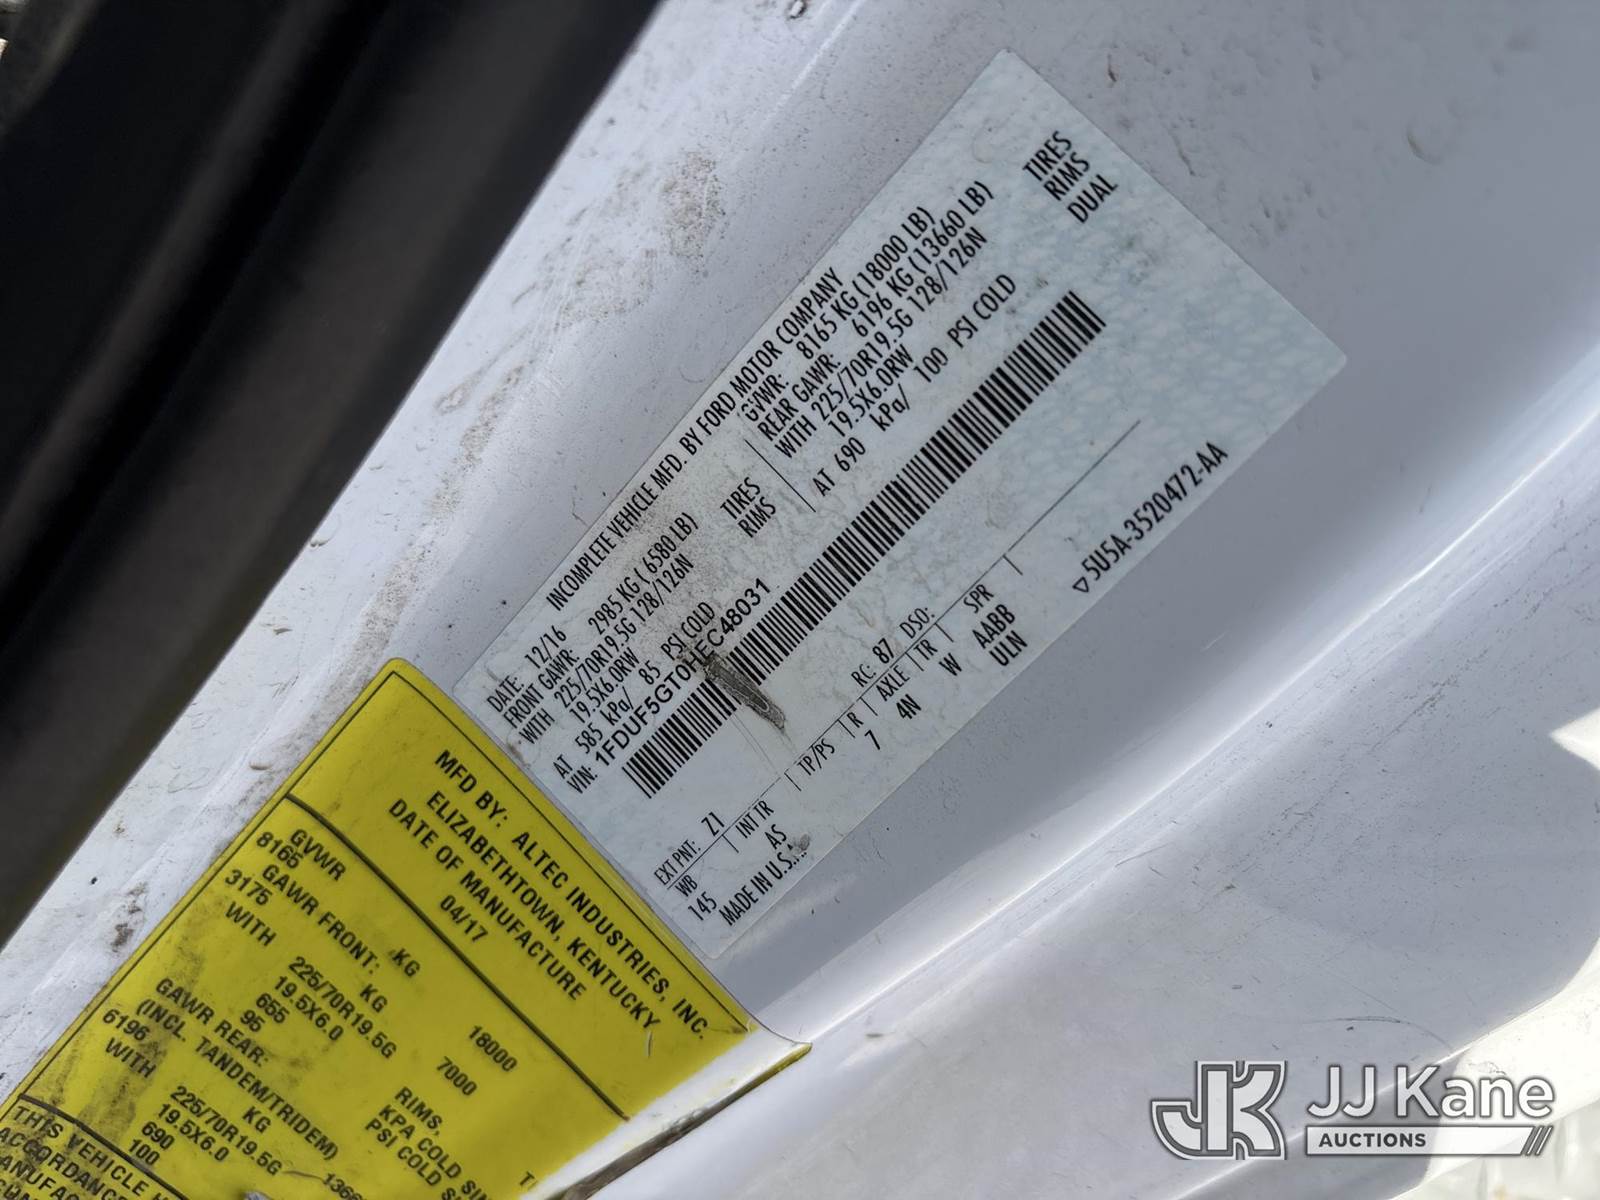 INCOMPLETE VEHICLE MFD. BY FORD MOTOR COMPANY
DATE: 12/16 GVWR: 8165 KG (18000 LB)
FRONT GAWR: 2985 KG (6580 LB) REAR GAWR: 6196 KG (13660 LB)
WITH 225/70R19.5G 128/126N TIRES WITH 225/70R19.5G 128/126N TIRES
19.5X6.0RW RIMS 19.5X6.0RW RIMS
AT 585 kPa/ 85 PSI COLD AT 690 kPa/ 100 PSI COLD DUAL
VIN: 1FDUF5GT0HEC48031
EXT PNT: Z1 RC: 87 DSO:
WB INT TR TP/PS R AXLE TR SPR
145 AS 7 4N W AABB
MADE IN U.S.A. ULN
▽5U5A-3520472-AA
MFD BY: ALTEC INDUSTRIES, INC.
ELIZABETHTOWN, KENTUCKY
DATE OF MANUFACTURE
04/17
GVWR
8165 KG 18000
GAWR FRONT:
3175 KG 7000
WITH 225/70R19.5G
19.5X6.0 RIMS,
655 KPA COLD
95 PSI COLD
GAWR REAR:
(INCL. TANDEM/TRIDEM)
6196 KG
WITH 225/70R19.5G
19.5X6.0
690
100
THIS VEHICLE
ACCORDANCE
JK JJ Kane
AUCTIONS